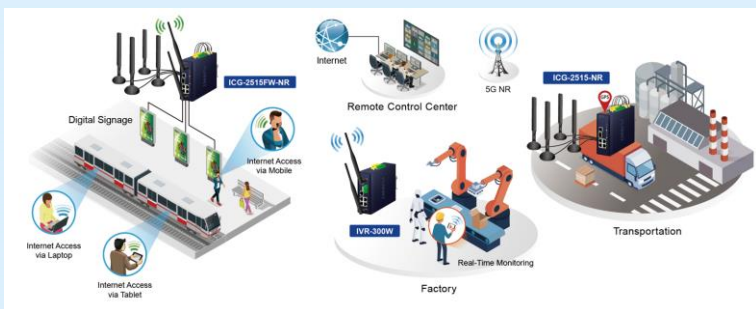 ICG-2515FW-NR
Digital Signage
Internet Access
via Mobile
Internet Access
via Laptop
Internet Access
via Tablet
Internet
Remote Control Center
5G NR
IVR-300W
Real-Time Monitoring
Factory
ICG-2515-NR
GPS
Transportation